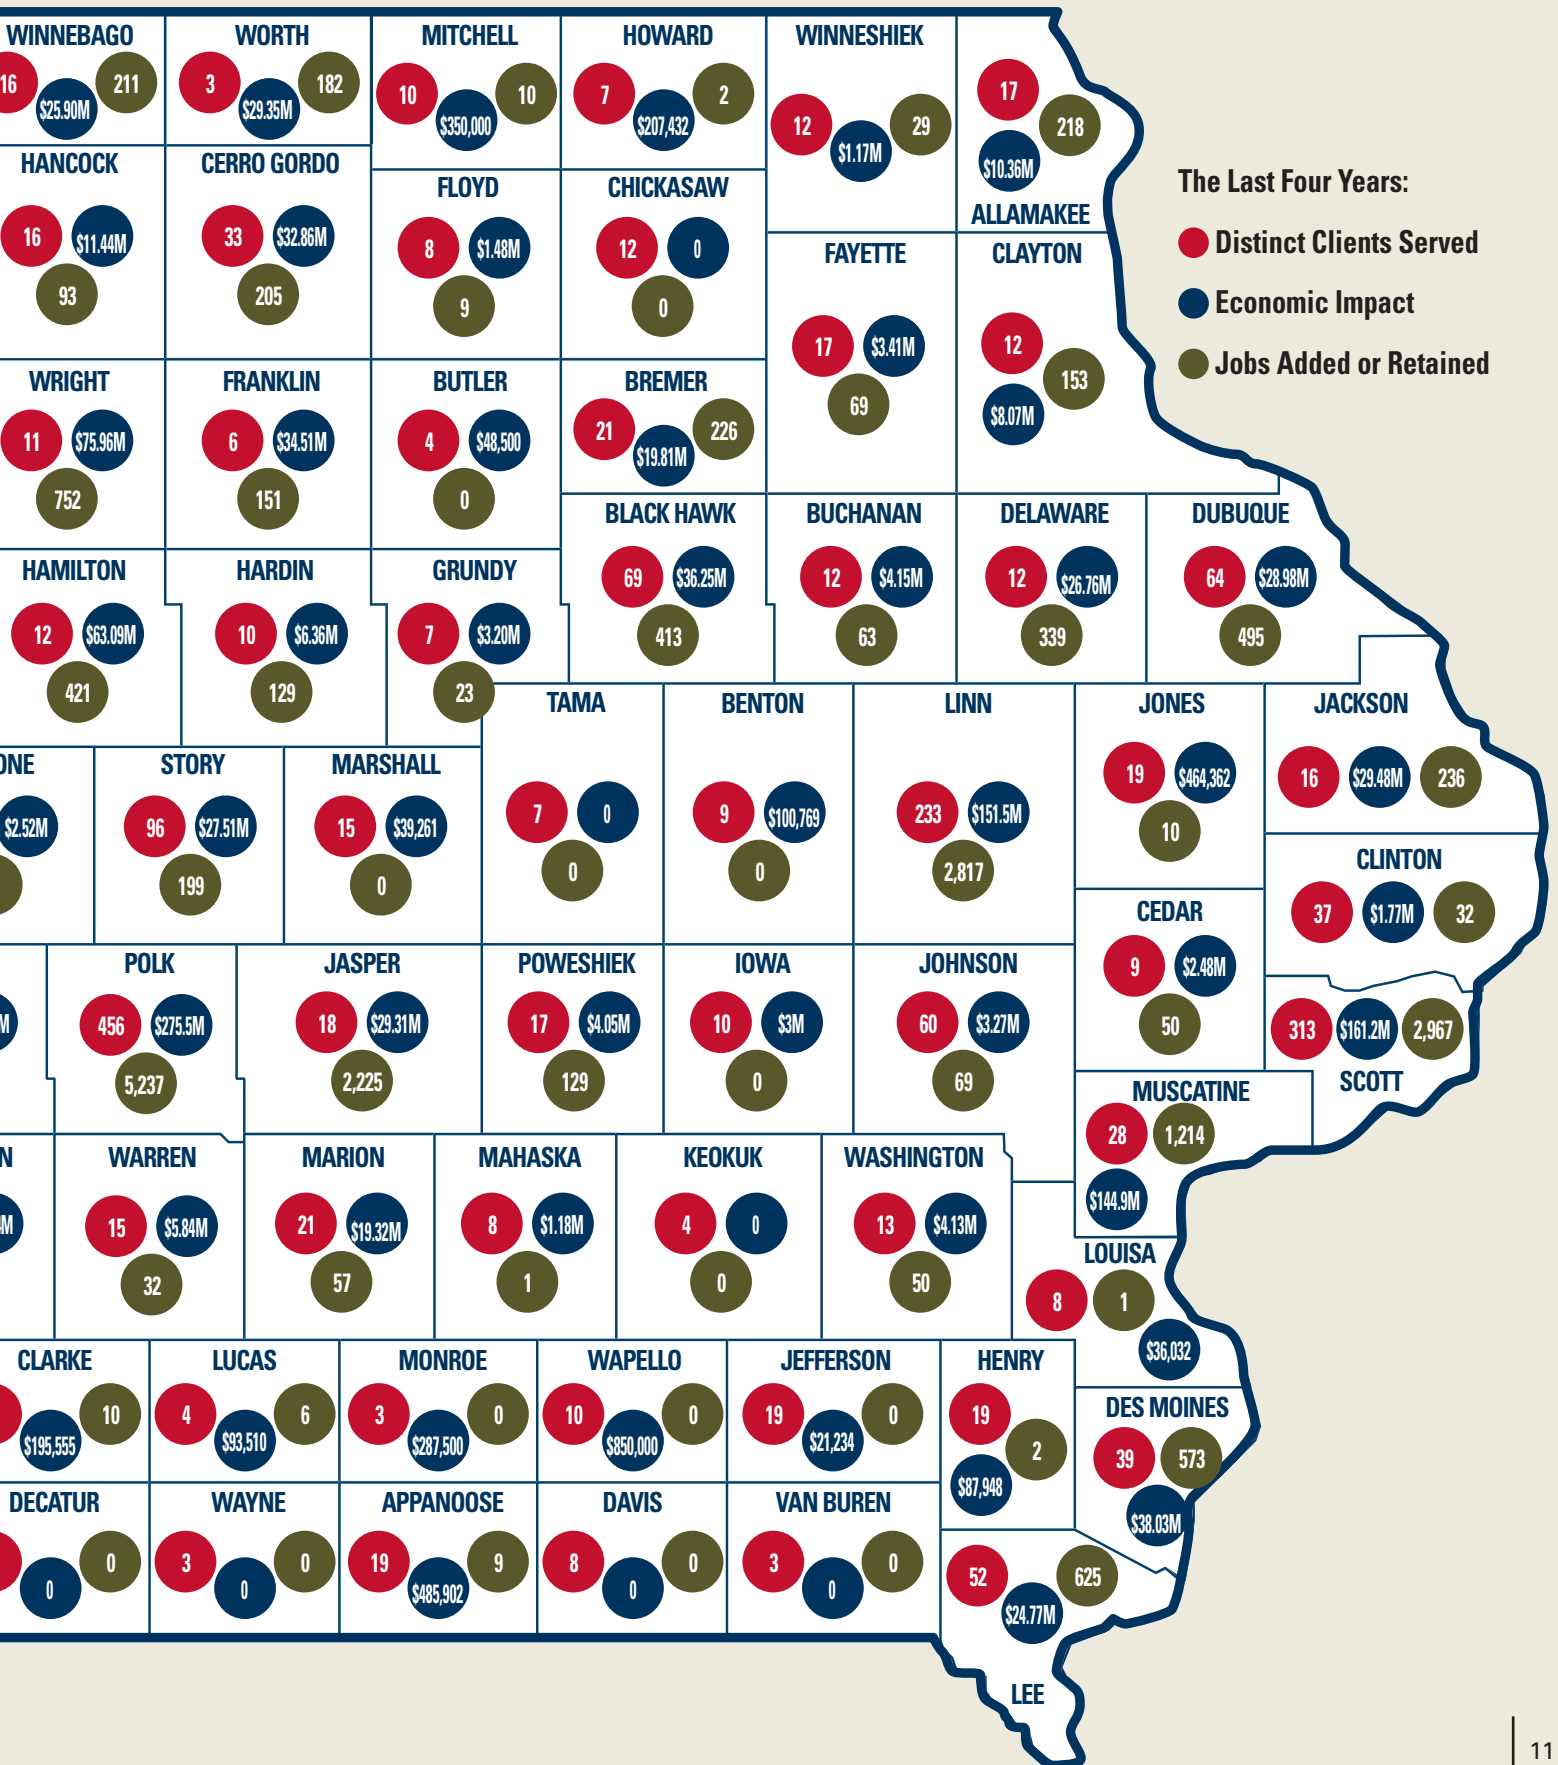 WINNEBAGO
16
$25.90M
211
WORTH
3
$29.35M
182
MITCHELL
10
$350,000
10
HOWARD
7
$207,432
2
WINNESHIEK
12
$1.17M
29
17
218
$10.36M
ALLAMAKEE
The Last Four Years:
Distinct Clients Served
Economic Impact
Jobs Added or Retained
HANCOCK
16
$11.44M
93
CERRO GORDO
33
$32.86M
205
FLOYD
8
$1.48M
9
CHICKASAW
12
0
0
FAYETTE
17
$3.41M
69
CLAYTON
12
153
$8.07M
WRIGHT
11
$75.96M
752
FRANKLIN
6
$34.51M
151
BUTLER
4
$48,500
0
BREMER
21
$19.81M
226
BLACK HAWK
69
$36.25M
413
BUCHANAN
12
$4.15M
63
DELAWARE
12
$26.76M
339
DUBUQUE
64
$28.98M
495
HAMILTON
12
$63.09M
421
HARDIN
10
$6.36M
129
GRUNDY
7
$3.20M
23
TAMA
7
0
0
BENTON
9
$100,769
0
LINN
233
$151.5M
2,817
JONES
19
$464,362
10
JACKSON
16
$29.48M
236
ONE
$2.52M
STORY
96
$27.51M
199
MARSHALL
15
$39,261
0
CLINTON
37
$1.77M
32
CEDAR
9
$2.48M
50
M
POLK
456
$275.5M
5,237
JASPER
18
$29.31M
2,225
POWESHIEK
17
$4.05M
129
IOWA
10
$3M
0
JOHNSON
60
$3.27M
69
313
$161.2M
2,967
SCOTT
MUSCATINE
28
1,214
$144.9M
N
M
WARREN
15
$5.84M
32
MARION
21
$19.32M
57
MAHASKA
8
$1.18M
1
KEOKUK
4
0
0
WASHINGTON
13
$4.13M
50
LOUISA
8
1
$36,032
CLARKE
$195,555
10
LUCAS
4
$93,510
6
MONROE
3
$287,500
0
WAPELLO
10
$850,000
0
JEFFERSON
19
$21,234
0
HENRY
19
2
$87,948
DES MOINES
39
573
$38.03M
DECATUR
0
0
WAYNE
3
0
0
APPANOOSE
19
$485,902
9
DAVIS
8
0
0
VAN BUREN
3
0
0
52
625
$24.77M
LEE
11